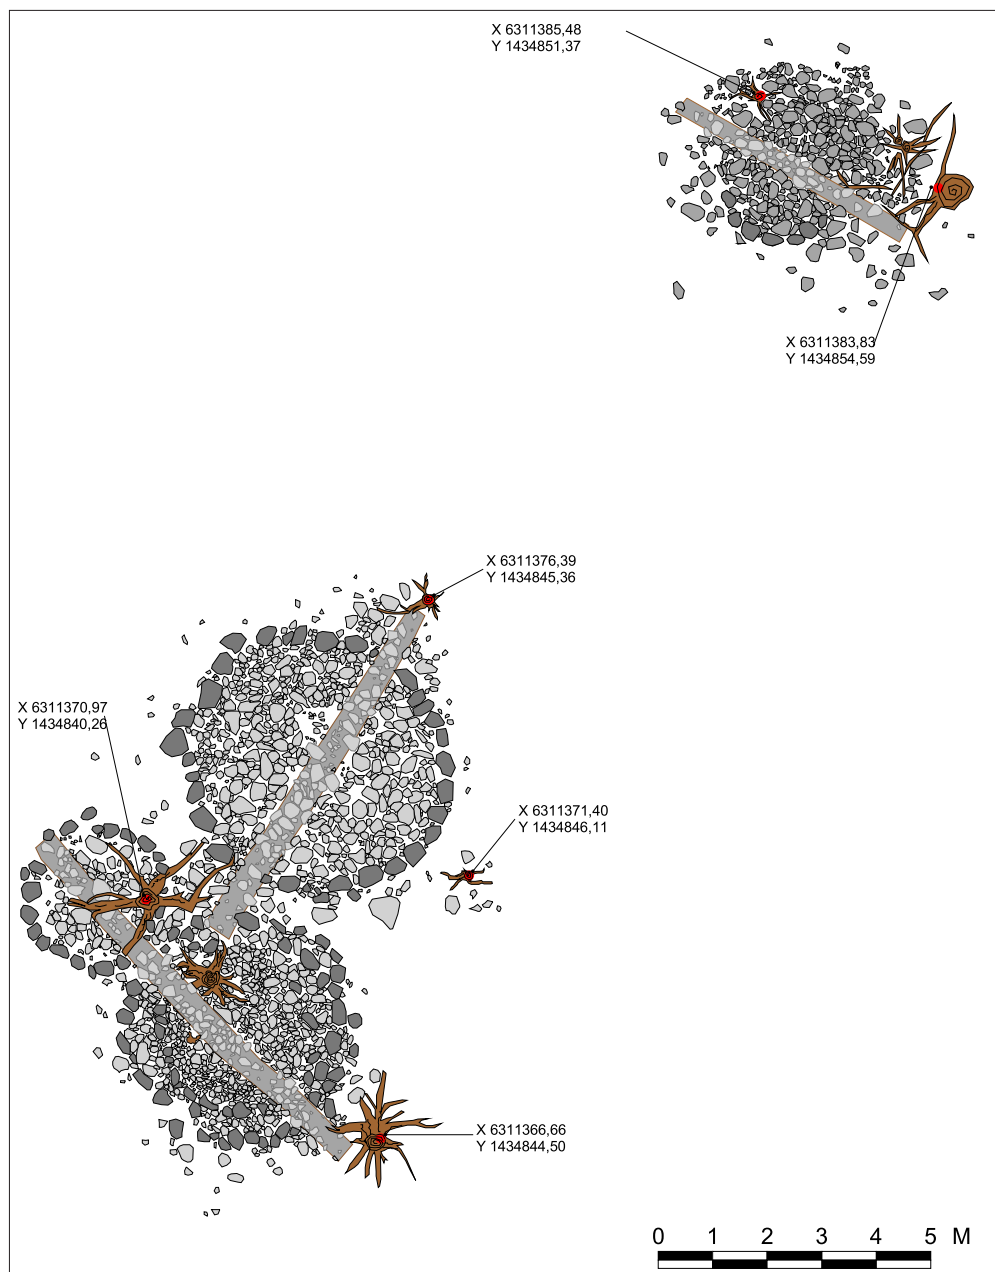 X 6311385,48
Y 1434851,37
X 6311383,83
Y 1434854,59
X 6311376,39
Y 1434845,36
X 6311370,97
Y 1434840,26
X 6311371,40
Y 1434846,11
X 6311366,66
Y 1434844,50
0 1 2 3 4 5 M